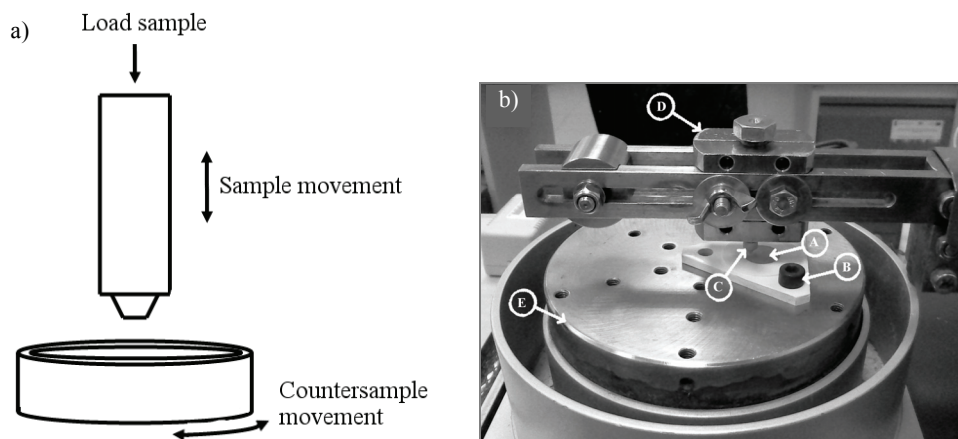 a)
Load sample
Sample movement
Countersample
movement
b)
D
A
B
C
E